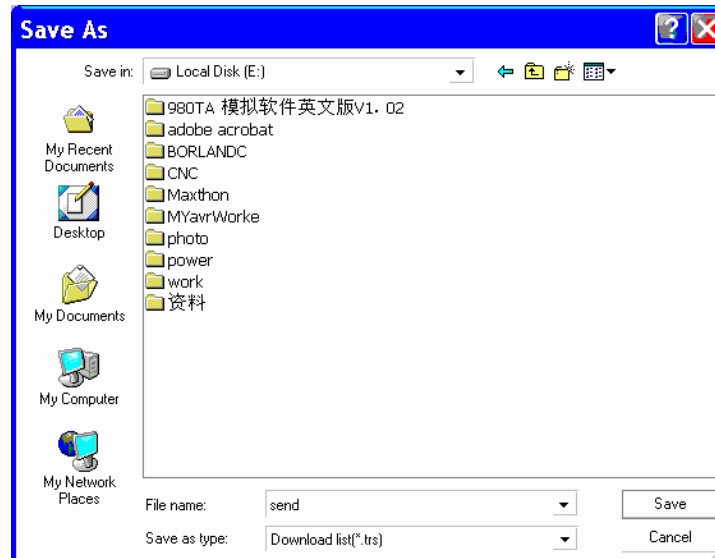 Save As
Save in:
Local Disk (E:)
My Recent
Documents
Desktop
My Documents
My Computer
My Network
Places
980TA 模拟软件英文版V1. 02
adobe acrobat
BORLANDC
CNC
Maxthon
MYavrWorke
photo
power
work
资料
File name:
send
Save
Save as type:
Download list(*.trs)
Cancel